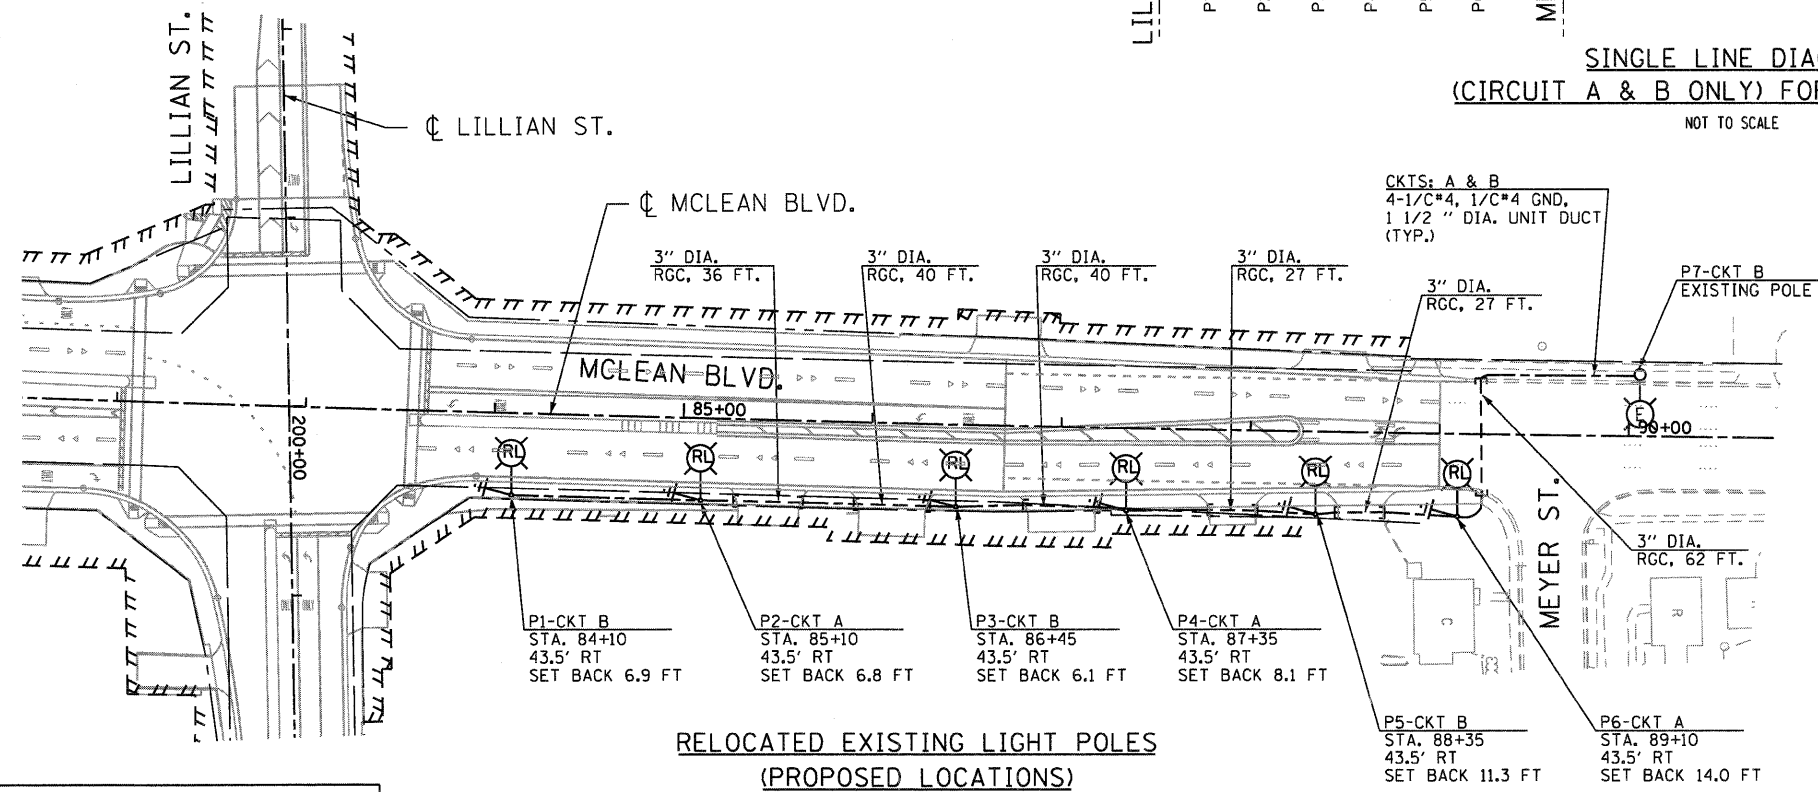 LILLIAN ST.
℄ LILLIAN ST.
SINGLE LINE
(CIRCUIT A & B ONLY)
NOT TO SCALE
℄ MCLEAN BLVD.
CKTS: A & B
4-1/C#4, 1/C#4 GND,
1 1/2 " DIA. UNIT DUCT
(TYP.)
3" DIA.
RGC, 36 FT.
3" DIA.
RGC, 40 FT.
3" DIA.
RGC, 40 FT.
3" DIA.
RGC, 27 FT.
3" DIA.
RGC, 27 FT.
P7-CKT B
EXISTING POLE
MCLEAN BLVD.
85+00
90+00
200+00
RL
RL
RL
RL
RL
RL
E
MEYER ST.
3" DIA.
RGC, 62 FT.
C
R
P1-CKT B
STA. 84+10
43.5' RT
SET BACK 6.9 FT
P2-CKT A
STA. 85+10
43.5' RT
SET BACK 6.8 FT
P3-CKT B
STA. 86+45
43.5' RT
SET BACK 6.1 FT
P4-CKT A
STA. 87+35
43.5' RT
SET BACK 8.1 FT
P5-CKT B
STA. 88+35
43.5' RT
SET BACK 11.3 FT
P6-CKT A
STA. 89+10
43.5' RT
SET BACK 14.0 FT
RELOCATED EXISTING LIGHT POLES
(PROPOSED LOCATIONS)